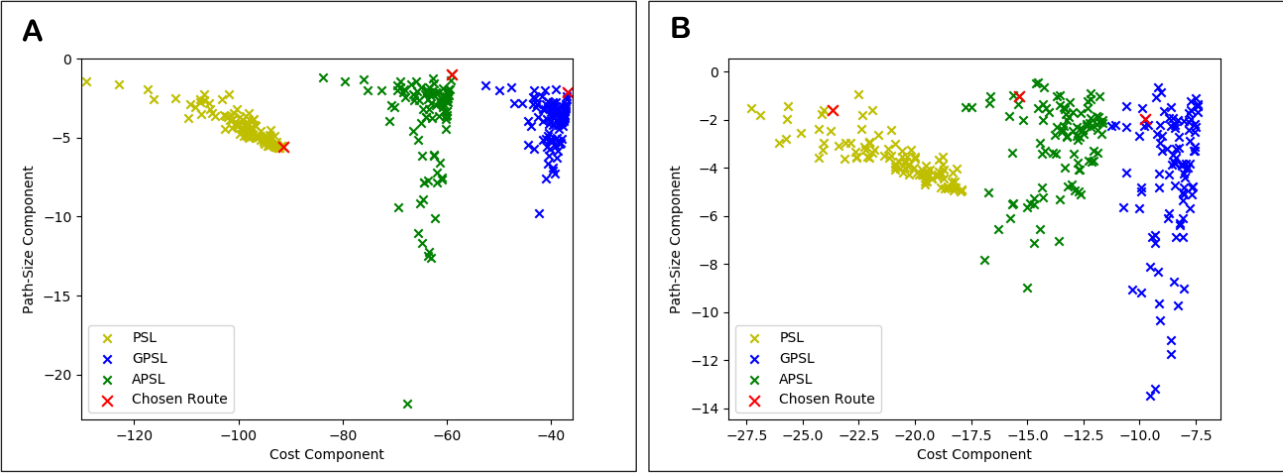 A
0
−5
−10
−15
−20
Path-Size Component
PSL
GPSL
APSL
Chosen Route
−120
−100
−80
−60
−40
Cost Component
B
0
−2
−4
−6
−8
−10
−12
−14
Path-Size Component
PSL
GPSL
APSL
Chosen Route
−27.5
−25.0
−22.5
−20.0
−17.5
−15.0
−12.5
−10.0
−7.5
Cost Component